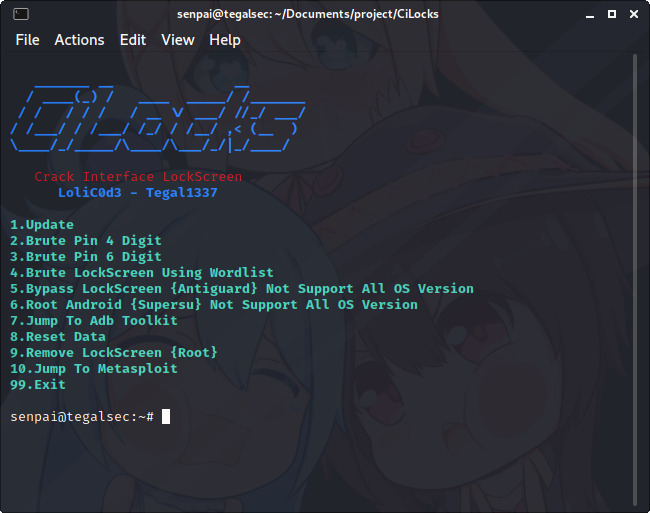 senpai@tegalsec: ~/Documents/project/CiLocks
File Actions Edit View Help
CiLocks
Crack Interface LockScreen
LoliC0d3 – Tegal1337
1.Update
2.Brute Pin 4 Digit
3.Brute Pin 6 Digit
4.Brute LockScreen Using Wordlist
5.Bypass LockScreen {Antiguard} Not Support All OS Version
6.Root Android {Supersu} Not Support All OS Version
7.Jump To Adb Toolkit
8.Reset Data
9.Remove LockScreen {Root}
10.Jump To Metasploit
99.Exit
senpai@tegalsec:~#